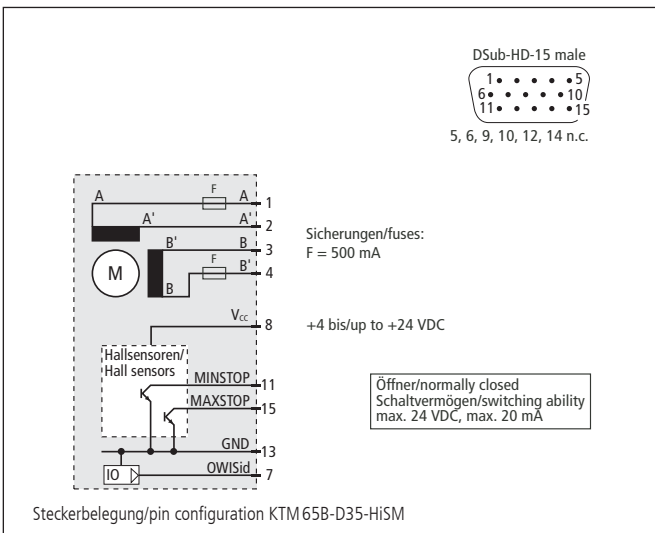 DSub-HD-15 male
1 5
6 10
11 15
5, 6, 9, 10, 12, 14 n.c.
A F A 1
A' A' 2
B' B 3
M F B' 4
B
Vcc 8
Sicherungen/fuses:
F = 500 mA
+4 bis/up to +24 VDC
Hallsensoren/
Hall sensors
MINSTOP 11
MAXSTOP 15
GND 13
IO OWISid 7
Öffner/normally closed
Schaltvermögen/switching ability
max. 24 VDC, max. 20 mA
Steckerbelegung/pin configuration KTM 65B-D35-HiSM